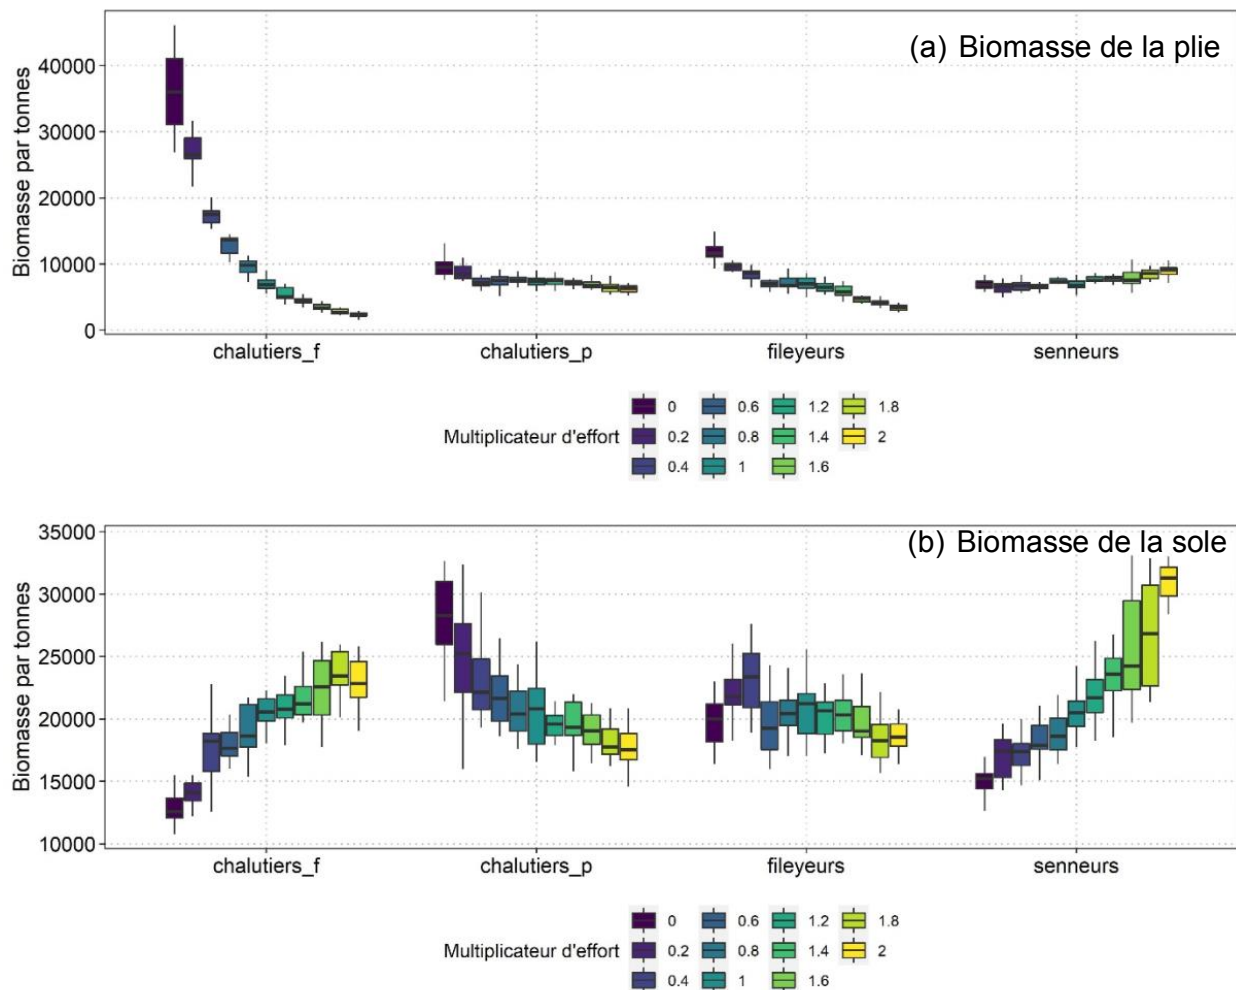 (a) Biomasse de la plie
Biomasse par tonnes
40000
30000
20000
10000
0
chalutiers_f chalutiers_p fileyeurs senneurs
Multiplicateur d'effort
0 0.6 1.2 1.8
0.2 0.8 1.4 2
0.4 1 1.6
(b) Biomasse de la sole
Biomasse par tonnes
35000
30000
25000
20000
15000
10000
chalutiers_f chalutiers_p fileyeurs senneurs
Multiplicateur d'effort
0 0.6 1.2 1.8
0.2 0.8 1.4 2
0.4 1 1.6